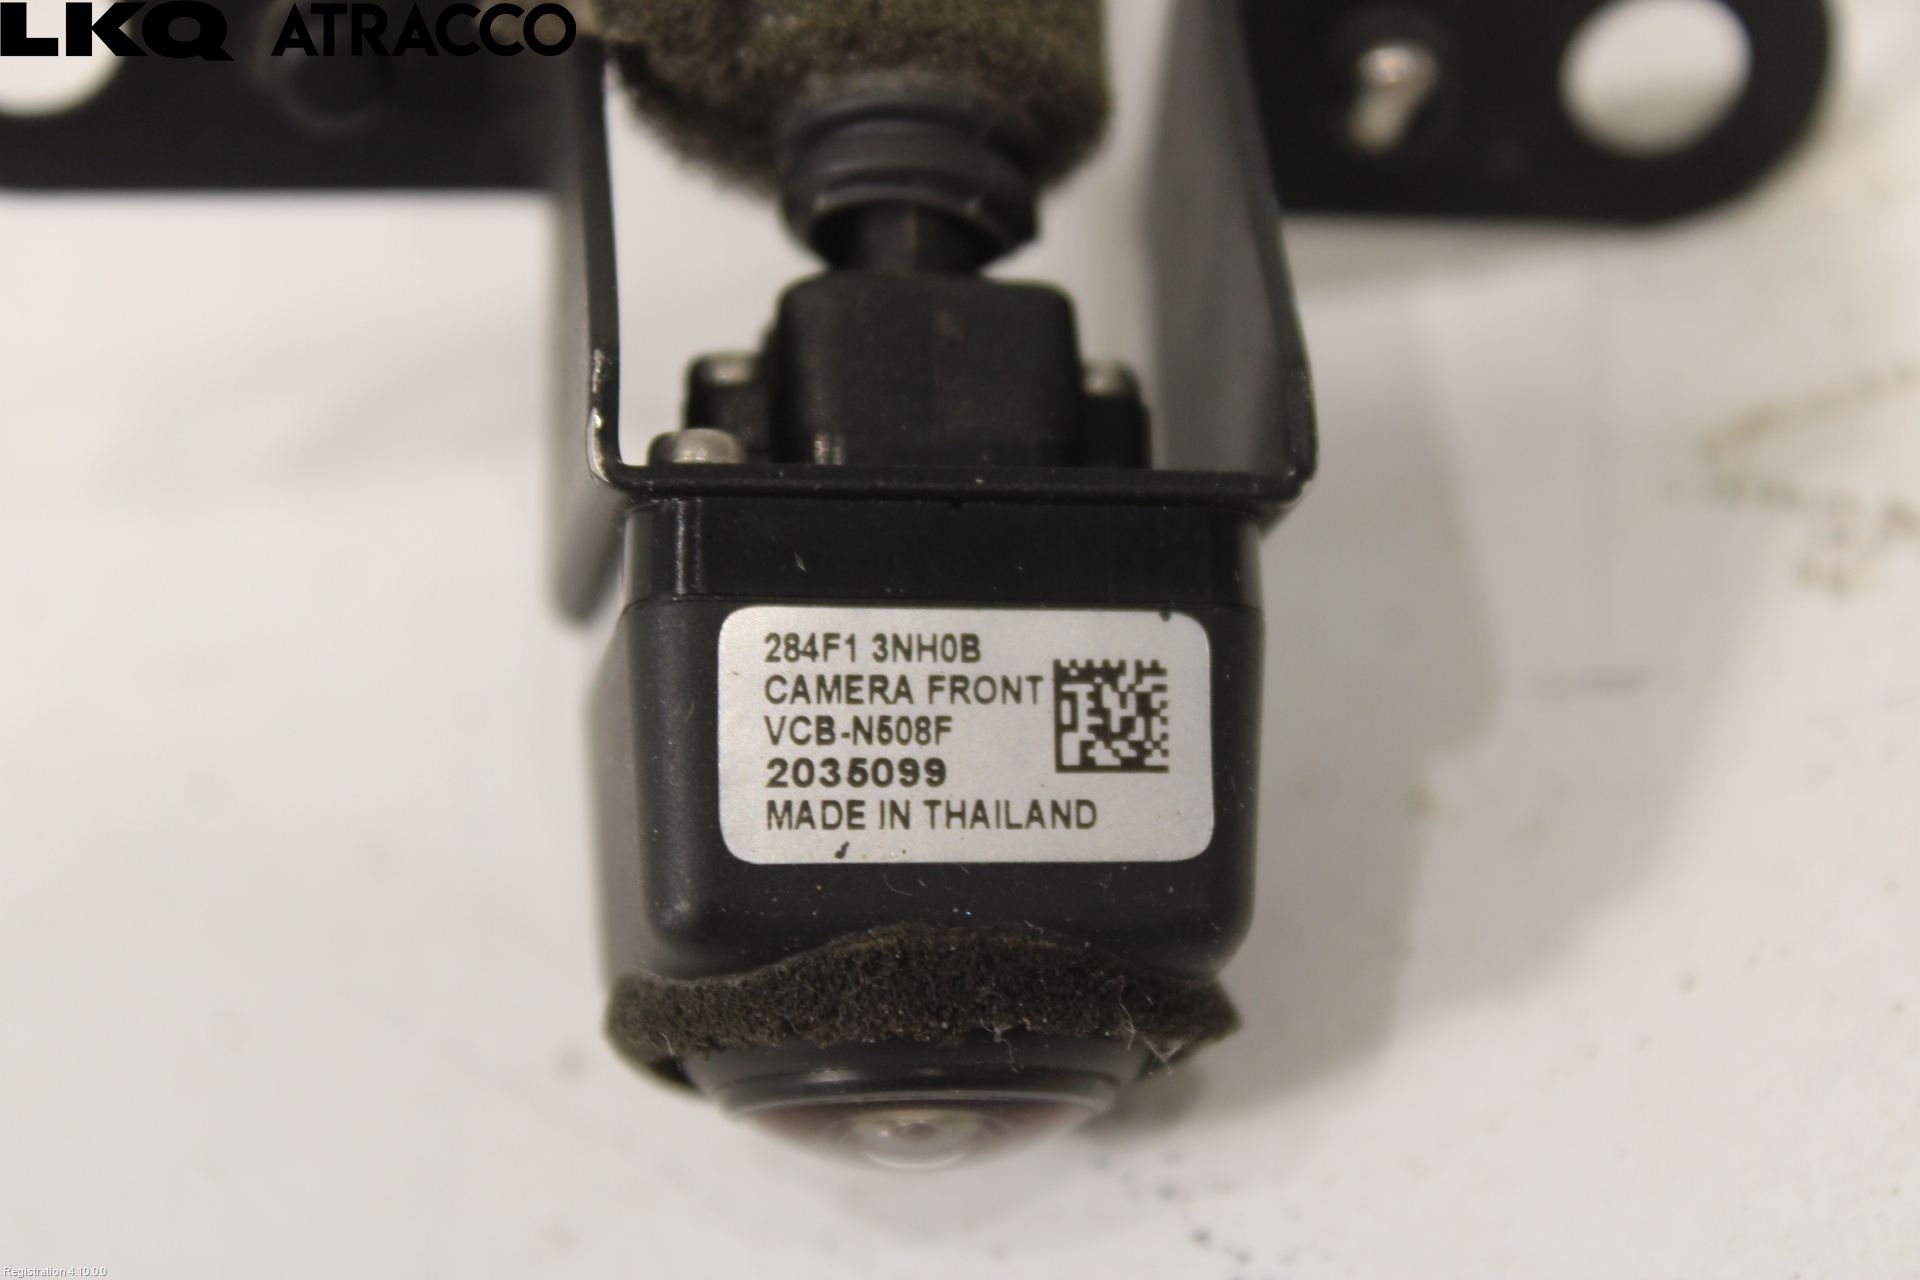 LKQ ATRACCO
284F1 3NH0B
CAMERA FRONT
VCB-N508F
2035099
MADE IN THAILAND
Registration 4.10.0.0